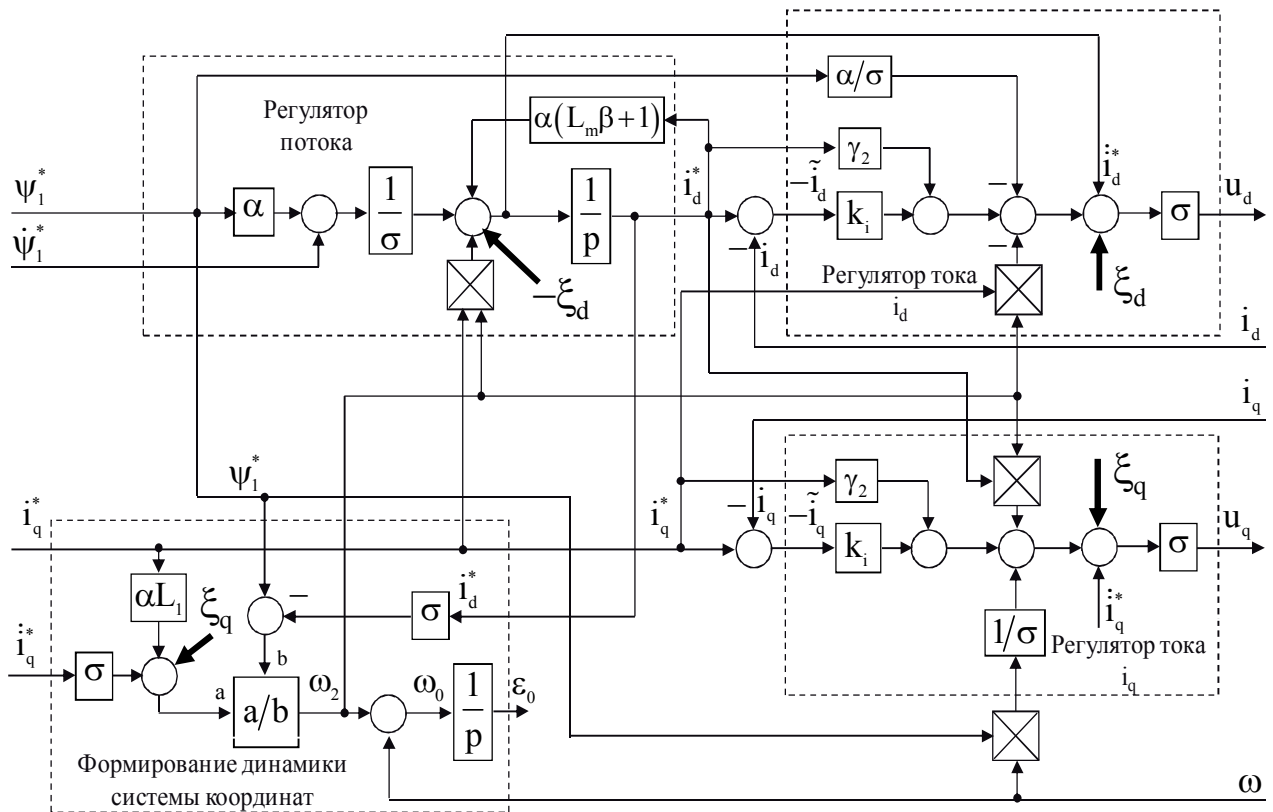 α/σ
Регулятор
потока
α(Lₘβ+1)
γ₂
ψ₁*
ψ̇₁*
α
1/σ
1/p
i_d*
−ĩ_d
k_i
i̇_d*
σ
u_d
−
−
− i_d
−ξ_d
Регулятор тока
i_d
ξ_d
i_d
i_q
ψ₁*
i_q*
i_q*
− i_q
−ĩ_q
γ₂
k_i
ξ_q
σ
u_q
αL₁
ξ_q
−
σ
i_d*
i̇_q*
σ
b
a
a/b
ω₂
ω₀
1/p
ε₀
1/σ
i̇_q*
Регулятор тока
i_q
Формирование динамики
системы координат
ω